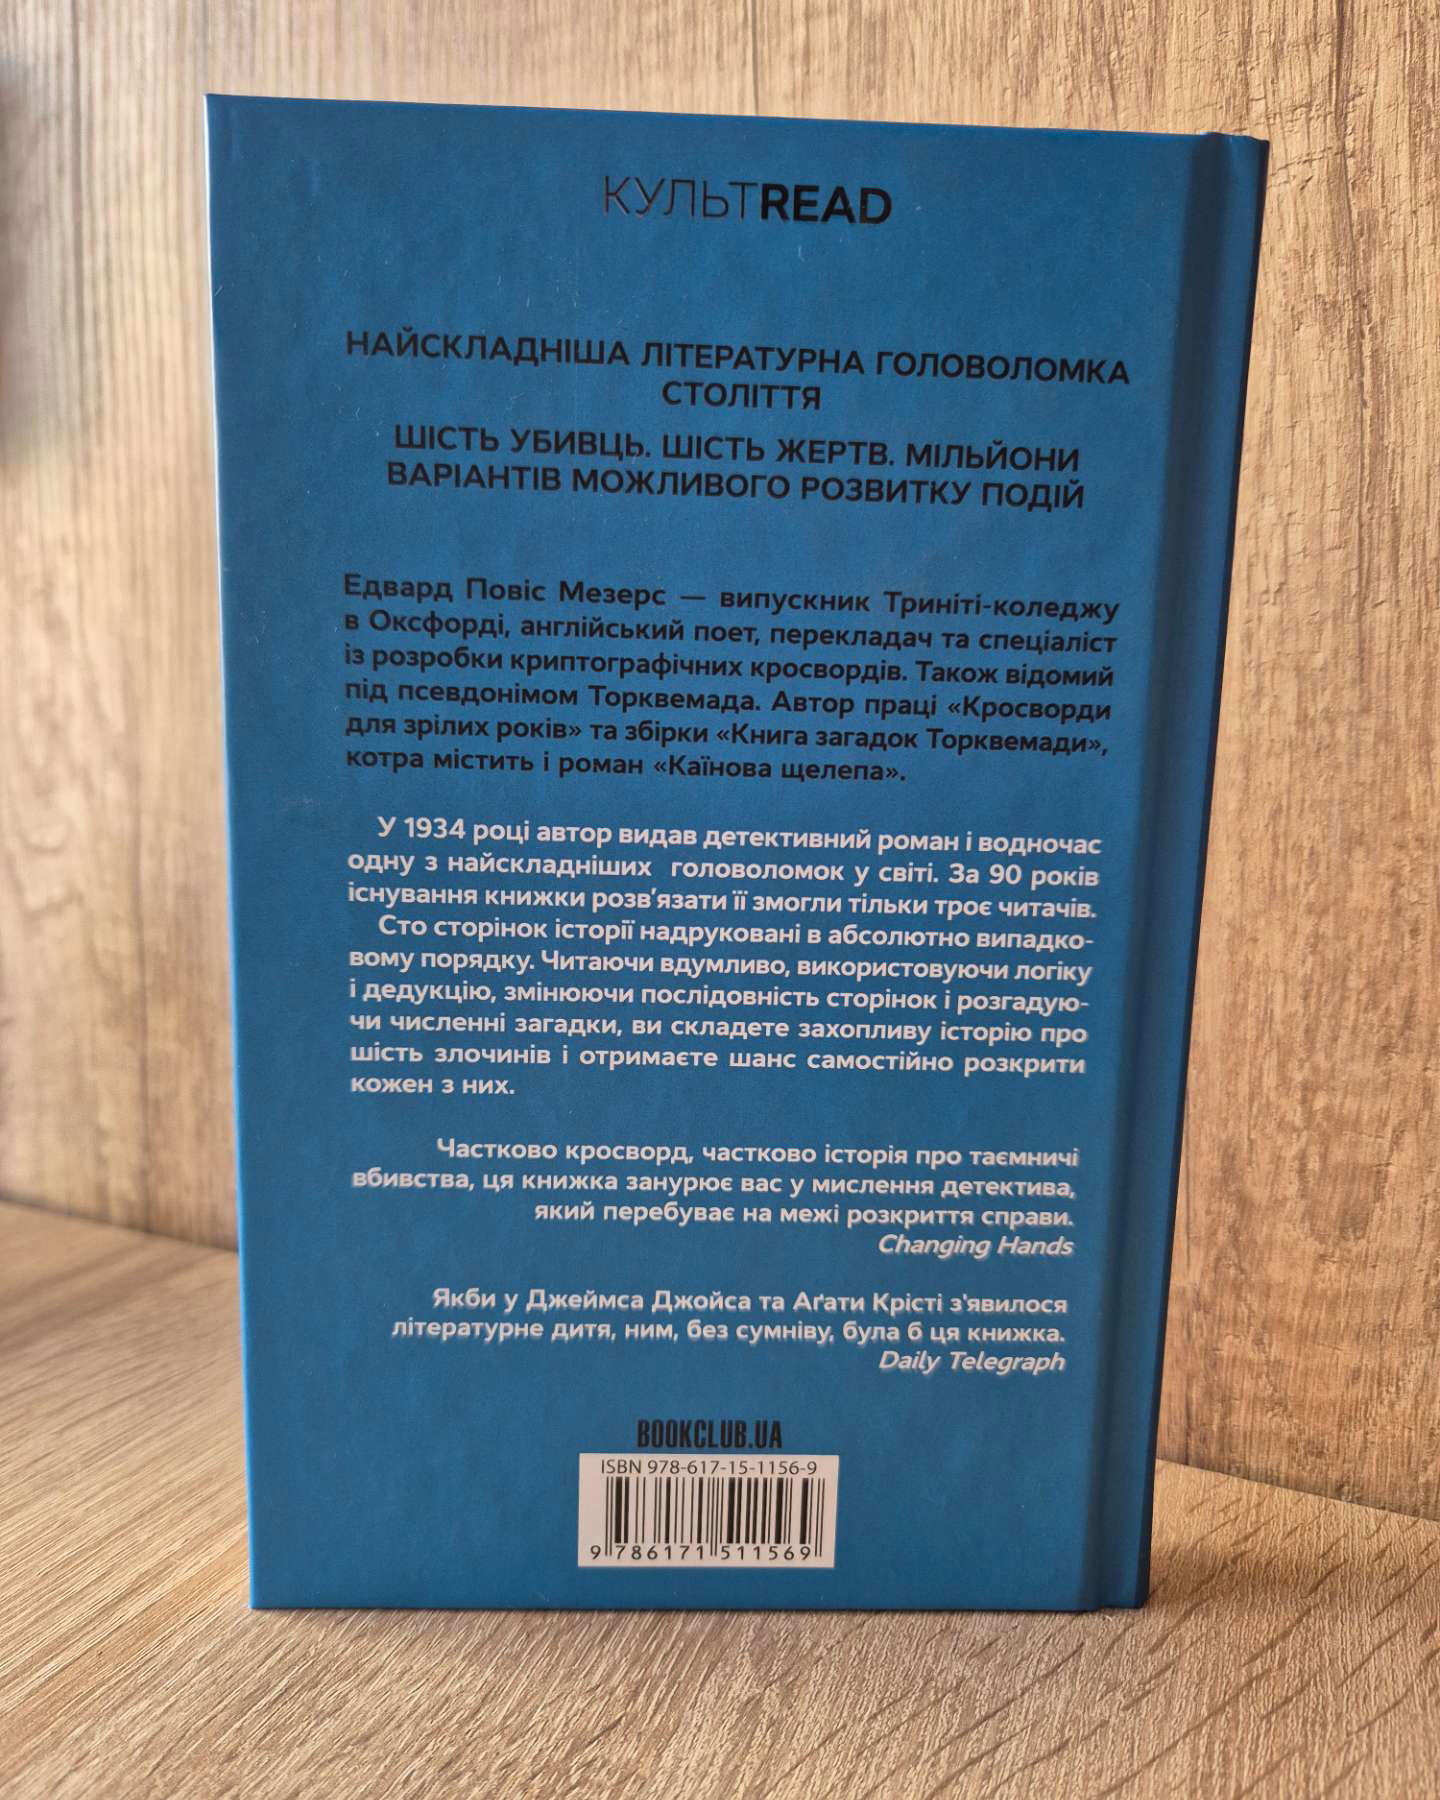 КУЛЬТREAD
НАЙСКЛАДНІША ЛІТЕРАТУРНА ГОЛОВОЛОМКА
СТОЛІТТЯ
ШІСТЬ УБИВЦЬ. ШІСТЬ ЖЕРТВ. МІЛЬЙОНИ
ВАРІАНТІВ МОЖЛИВОГО РОЗВИТКУ ПОДІЙ
Едвард Повіс Мезерс — випускник Триніті-коледжу
в Оксфорді, англійський поет, перекладач та спеціаліст
із розробки криптографічних кросвордів. Також відомий
під псевдонімом Торквемада. Автор праці «Кросворди
для зрілих років» та збірки «Книга загадок Торквемади»,
котра містить і роман «Каїнова щелепа».
У 1934 році автор видав детективний роман і водночас
одну з найскладніших головоломок у світі. За 90 років
існування книжки розв’язати її змогли тільки троє читачів.
Сто сторінок історії надруковані в абсолютно випадко-
вому порядку. Читаючи вдумливо, використовуючи логіку
і дедукцію, змінюючи послідовність сторінок і розгадую-
чи численні загадки, ви складете захопливу історію про
шість злочинів і отримаєте шанс самостійно розкрити
кожен з них.
Частково кросворд, частково історія про таємничі
вбивства, ця книжка занурює вас у мислення детектива,
який перебуває на межі розкриття справи.
Changing Hands
Якби у Джеймса Джойса та Аґати Крісті з'явилося
літературне дитя, ним, без сумніву, була б ця книжка.
Daily Telegraph
BOOKCLUB.UA
ISBN 978-617-15-1156-9
9 786171 511569